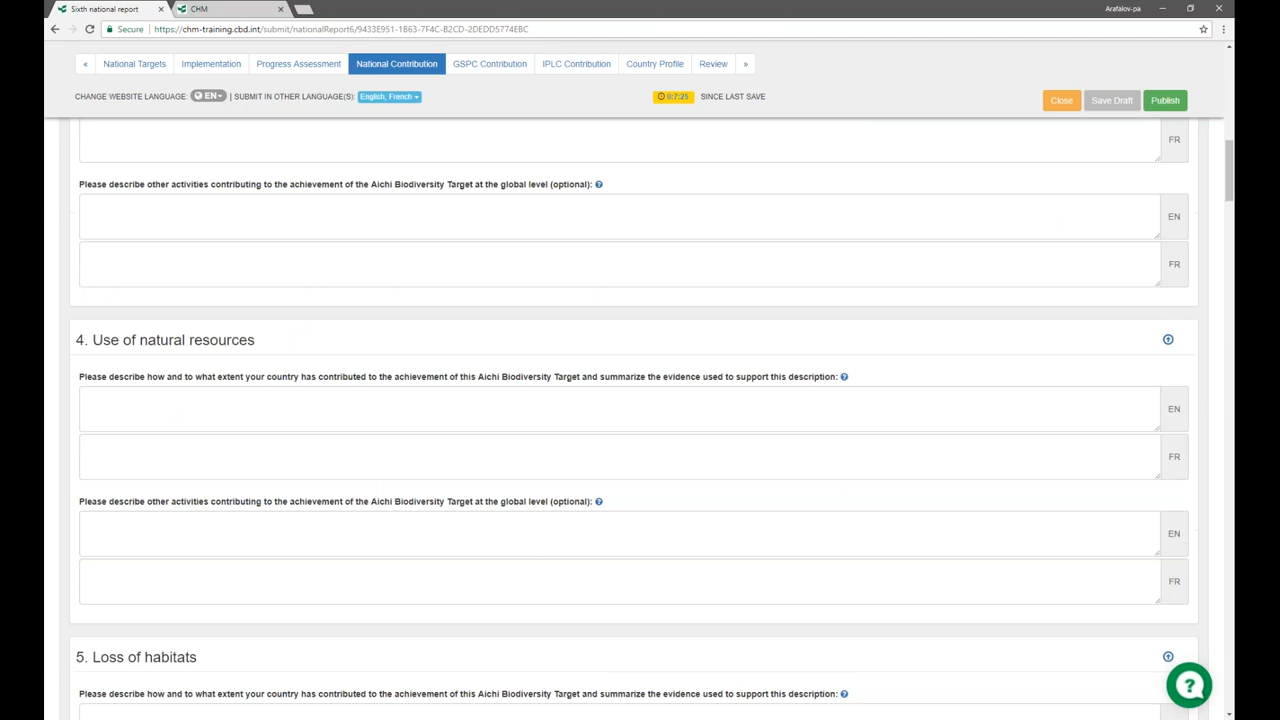 Sixth national report
CHM
Arafalov-pa
Secure
https://chm-training.cbd.int/submit/nationalReport6/9433E951-1B63-7F4C-B2CD-2DEDD5774EBC
« National Targets Implementation Progress Assessment National Contribution GSPC Contribution IPLC Contribution Country Profile Review »
CHANGE WEBSITE LANGUAGE: EN | SUBMIT IN OTHER LANGUAGE(S): English, French 0:7:25 SINCE LAST SAVE
Close Save Draft Publish
FR
Please describe other activities contributing to the achievement of the Aichi Biodiversity Target at the global level (optional): ?
EN
FR
4. Use of natural resources
Please describe how and to what extent your country has contributed to the achievement of this Aichi Biodiversity Target and summarize the evidence used to support this description: ?
EN
FR
Please describe other activities contributing to the achievement of the Aichi Biodiversity Target at the global level (optional): ?
EN
FR
5. Loss of habitats
Please describe how and to what extent your country has contributed to the achievement of this Aichi Biodiversity Target and summarize the evidence used to support this description: ?
?